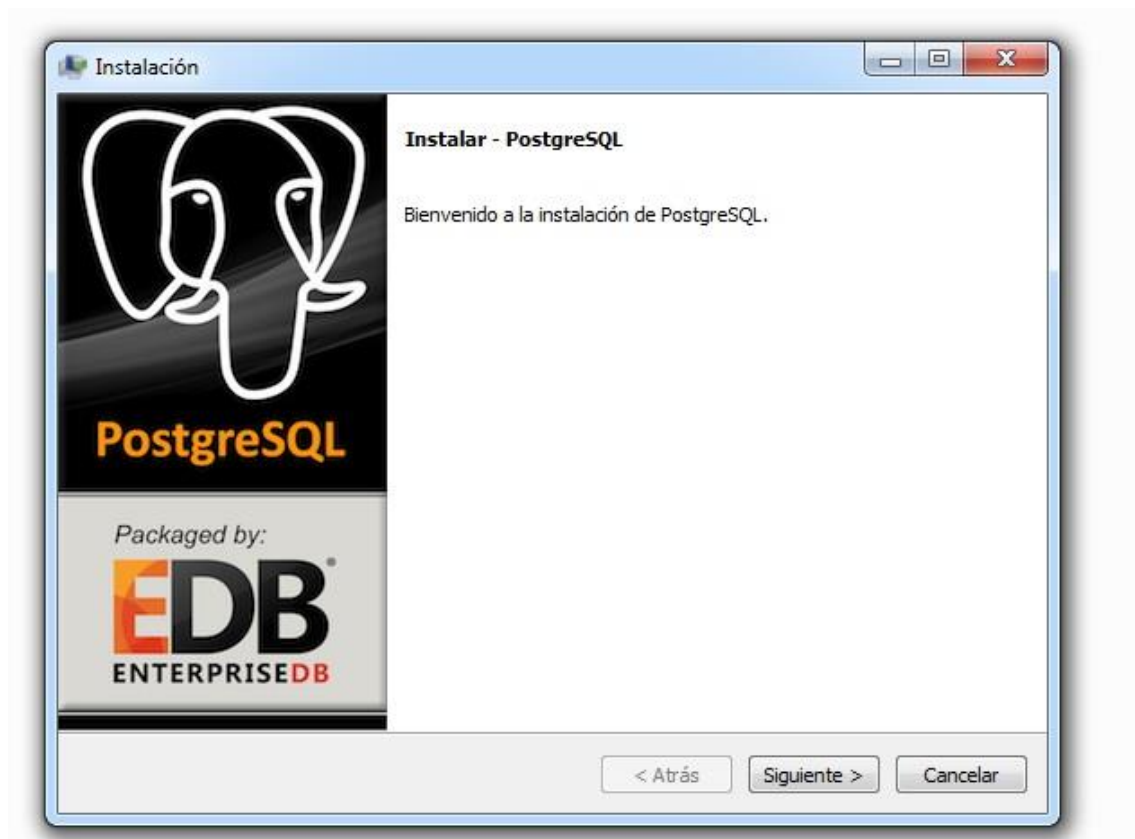 Instalación
Instalar - PostgreSQL
Bienvenido a la instalación de PostgreSQL.
PostgreSQL
Packaged by:
EDB®
ENTERPRISEDB
< Atrás
Siguiente >
Cancelar